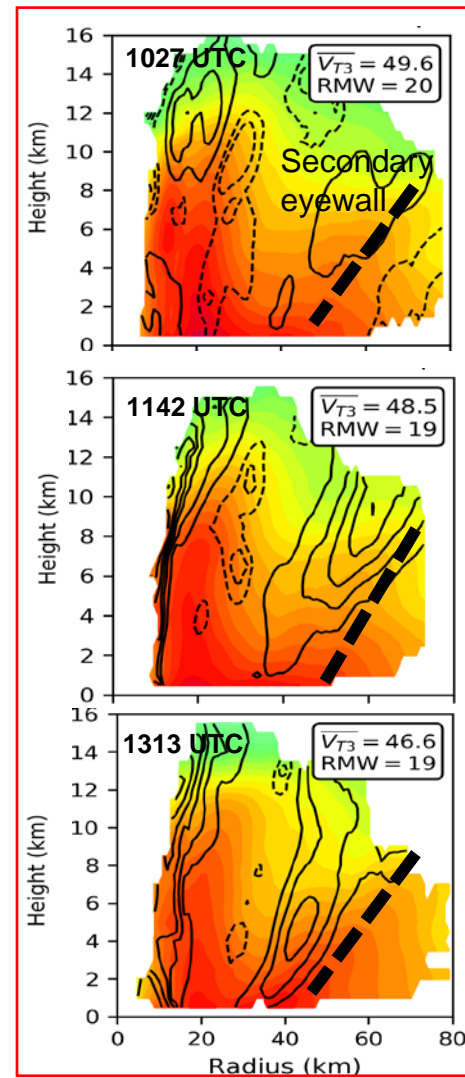 16
14
12
10
8
6
4
2
0
Height (km)
1027 UTC
V_T3 = 49.6
RMW = 20
Secondary
eyewall
16
14
12
10
8
6
4
2
0
Height (km)
1142 UTC
V_T3 = 48.5
RMW = 19
16
14
12
10
8
6
4
2
0
Height (km)
1313 UTC
V_T3 = 46.6
RMW = 19
0 20 40 60 80
Radius (km)